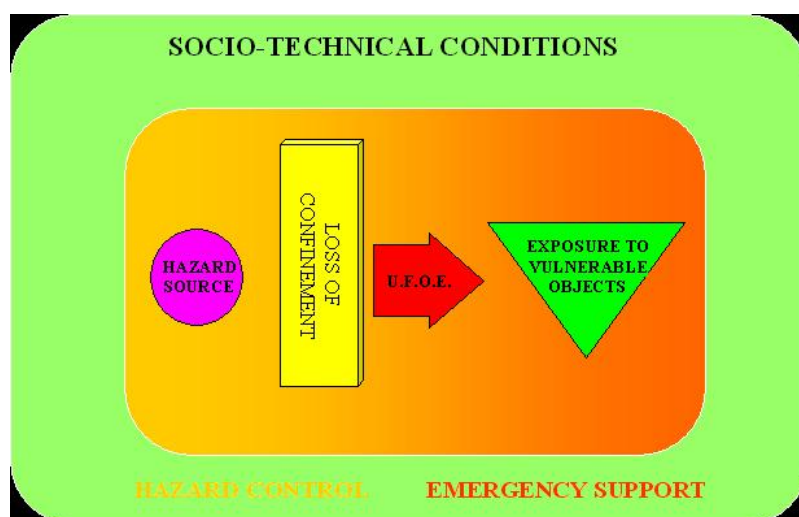 SOCIO-TECHNICAL CONDITIONS
HAZARD
SOURCE
LOSS OF
CONFINEMENT
U.F.O.E.
EXPOSURE TO
VULNERABLE
OBJECTS
HAZARD CONTROL
EMERGENCY SUPPORT